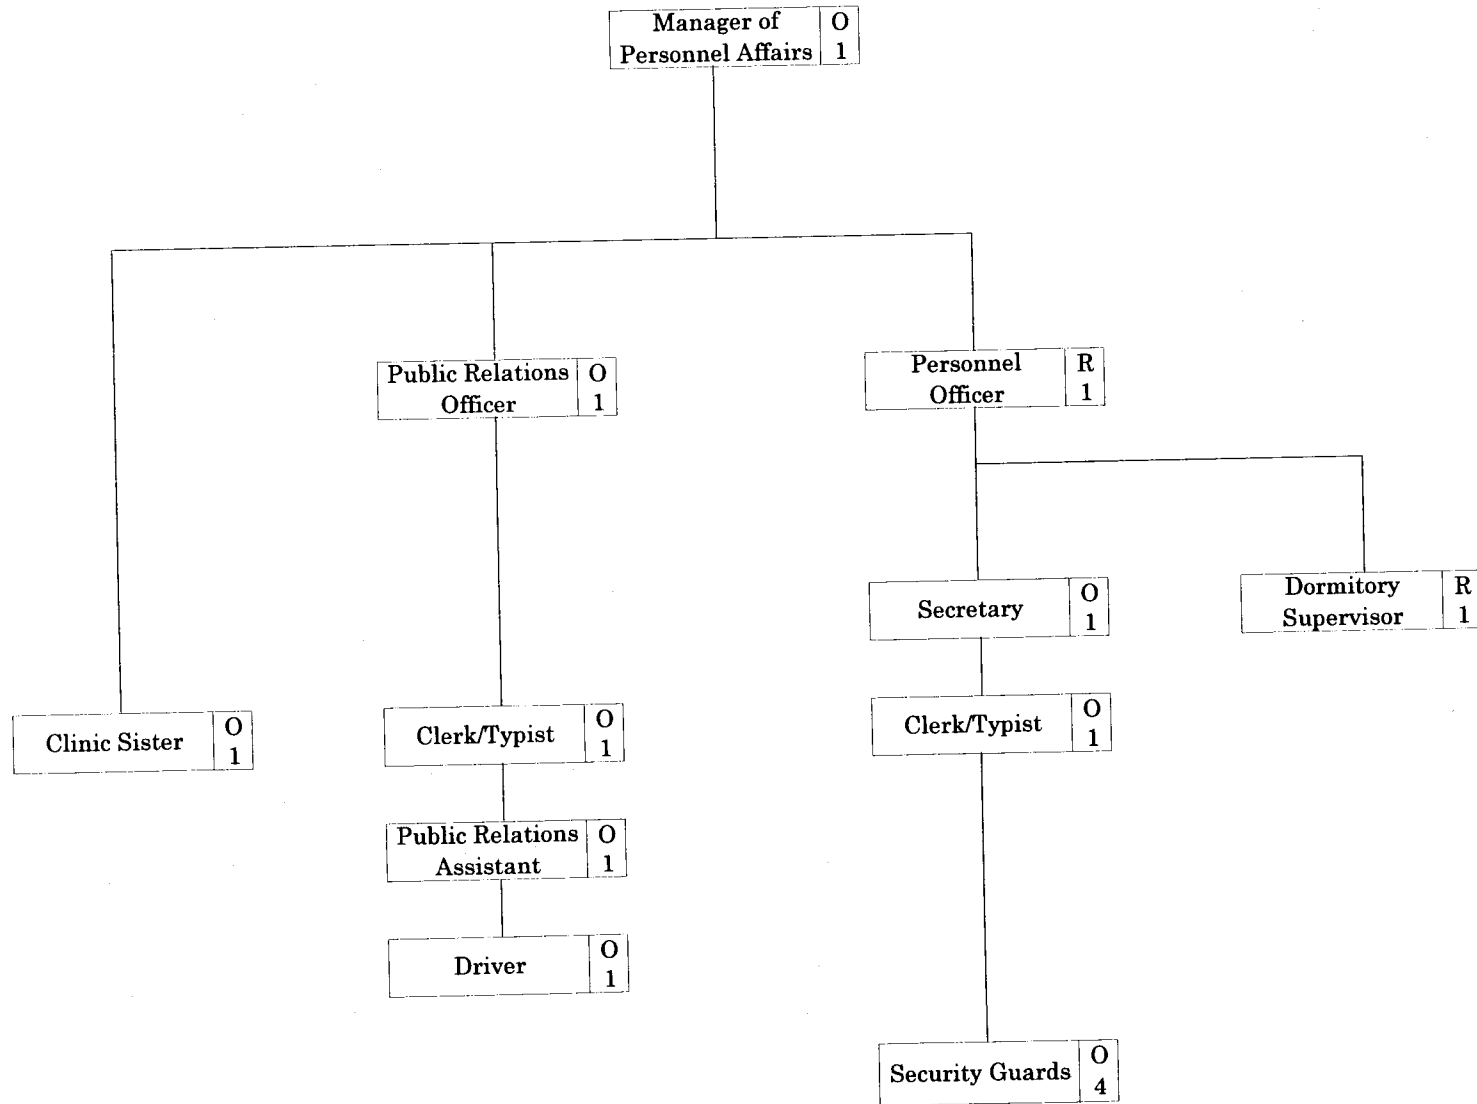 Manager of
Personnel Affairs
O
1
Public Relations
Officer
O
1
Personnel
Officer
R
1
Secretary
O
1
Dormitory
Supervisor
R
1
Clinic Sister
O
1
Clerk/Typist
O
1
Clerk/Typist
O
1
Public Relations
Assistant
O
1
Driver
O
1
Security Guards
O
4